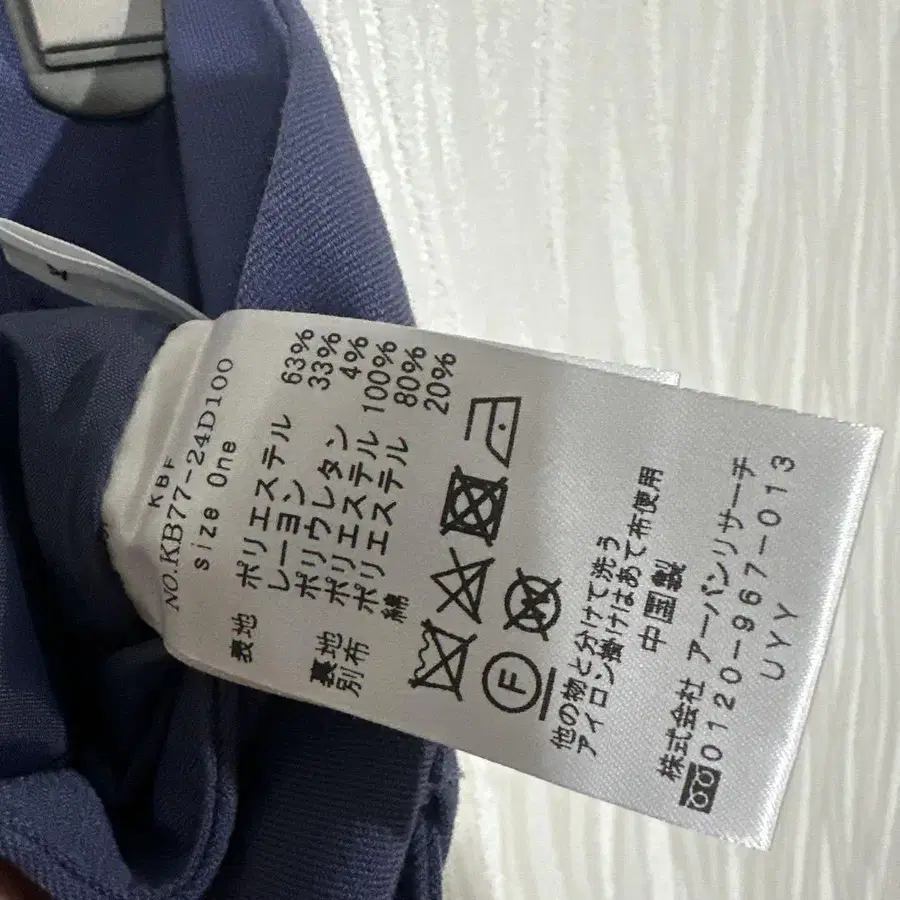 KBF
NO.KB77-24D100
size One
表地 ポリエステル 63%
レーヨン 33%
ポリウレタン 4%
裏地 ポリエステル 100%
別布 ポリエステル 80%
綿 20%
F
他の物と分けて洗う
アイロン掛けはあて布使用
中国製
株式会社 アーバンリサーチ
0120-967-013
UYY